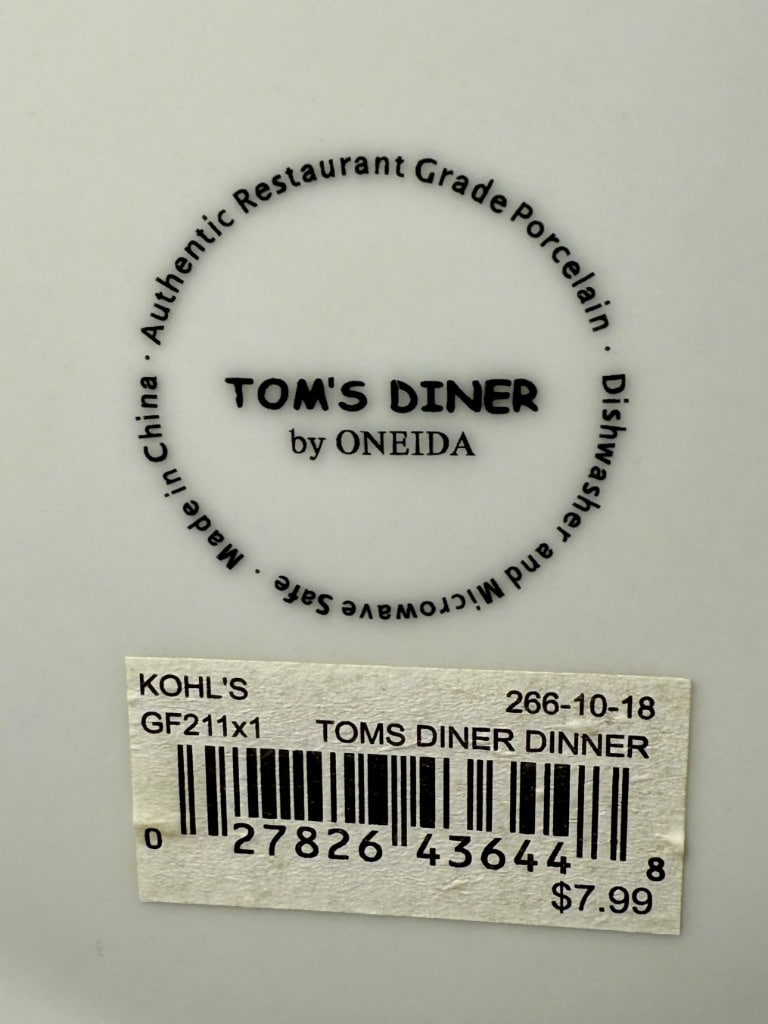 Authentic Restaurant Grade Porcelain · Dishwasher and Microwave Safe · Made in China ·
TOM'S DINER
by ONEIDA
KOHL'S 266-10-18
GF211x1 TOMS DINER DINNER
0 27826 43644 8
$7.99